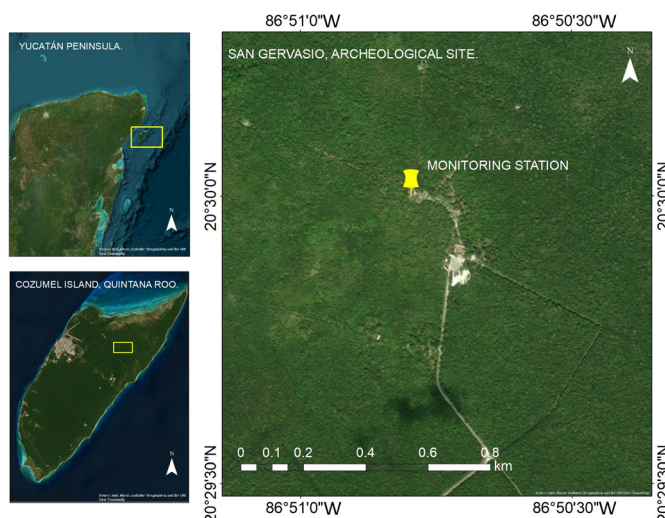 86°51'0"W
86°50'30"W
YUCATÁN PENINSULA.
N
SAN GERVASIO, ARCHEOLOGICAL SITE.
N
MONITORING STATION
20°30'0"N
20°30'0"N
COZUMEL ISLAND, QUINTANA ROO.
N
0 0.1 0.2 0.4 0.6 0.8
km
20°29'30"N
20°29'30"N
86°51'0"W
86°50'30"W